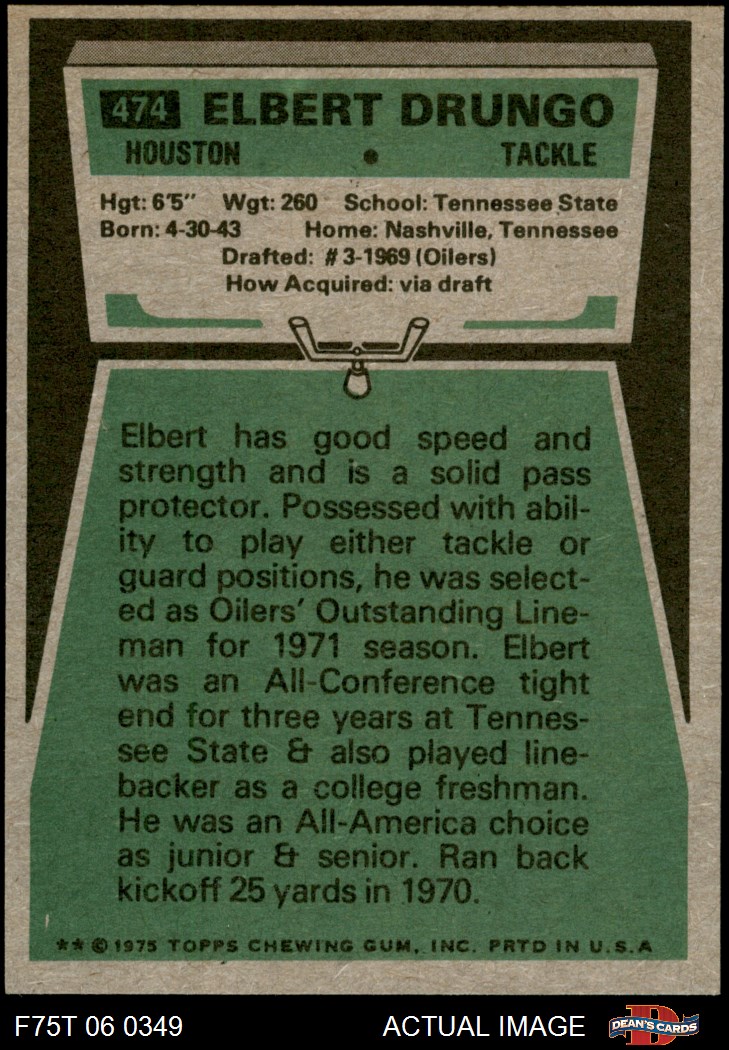 474 ELBERT DRUNGO
HOUSTON • TACKLE
Hgt: 6'5" Wgt: 260 School: Tennessee State
Born: 4-30-43 Home: Nashville, Tennessee
Drafted: #3-1969 (Oilers)
How Acquired: via draft
Elbert has good speed and
strength and is a solid pass
protector. Possessed with abil-
ity to play either tackle or
guard positions, he was select-
ed as Oilers' Outstanding Line-
man for 1971 season. Elbert
was an All-Conference tight
end for three years at Tennes-
see State & also played line-
backer as a college freshman.
He was an All-America choice
as junior & senior. Ran back
kickoff 25 yards in 1970.
** © 1975 TOPPS CHEWING GUM, INC. PRTD IN U.S.A
F75T 06 0349 ACTUAL IMAGE D DEAN'S CARDS